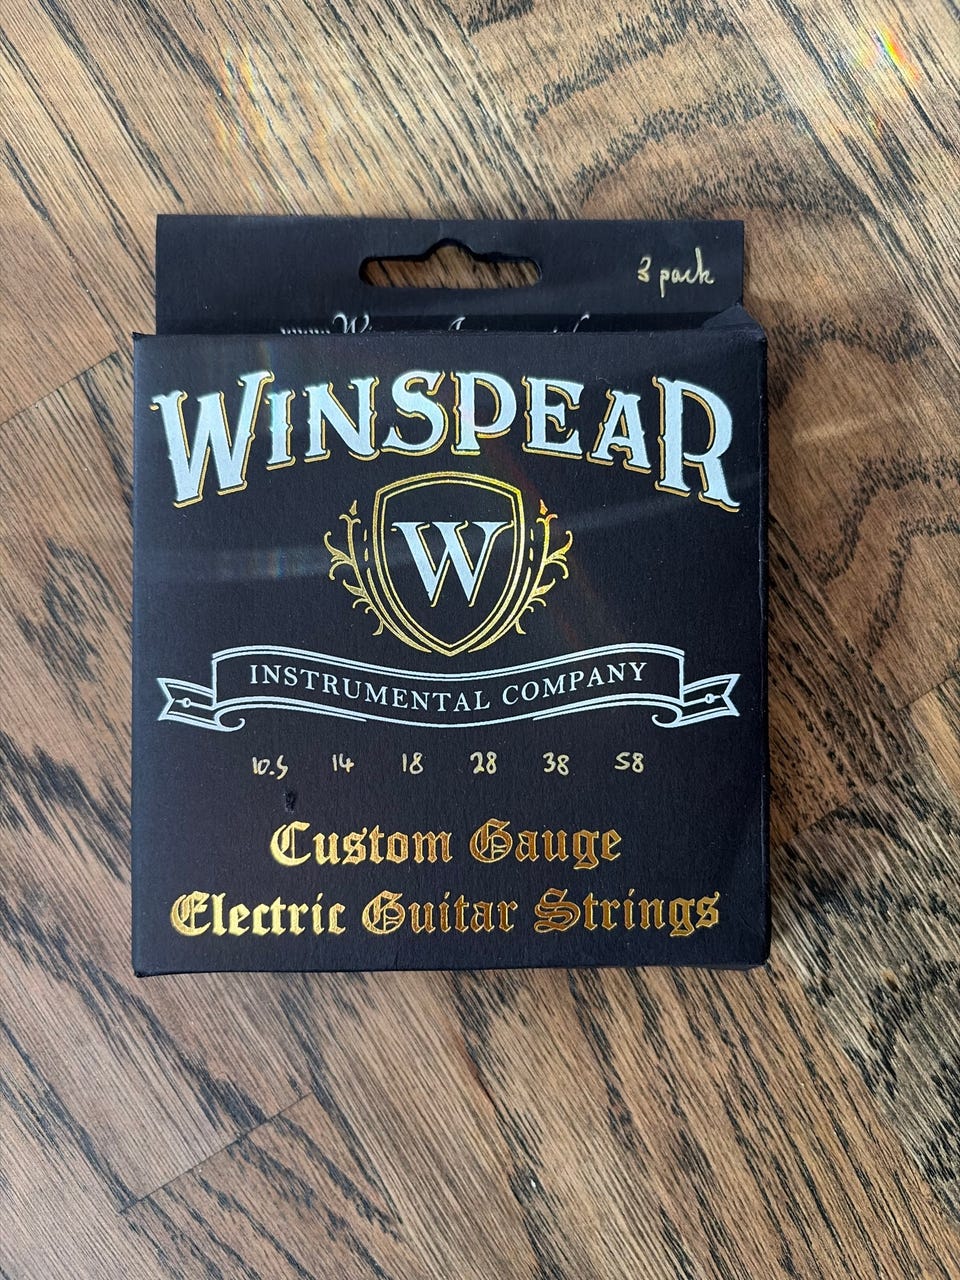 3 pack
WINSPEAR
W
INSTRUMENTAL COMPANY
10.5 14 18 28 38 58
Custom Gauge
Electric Guitar Strings